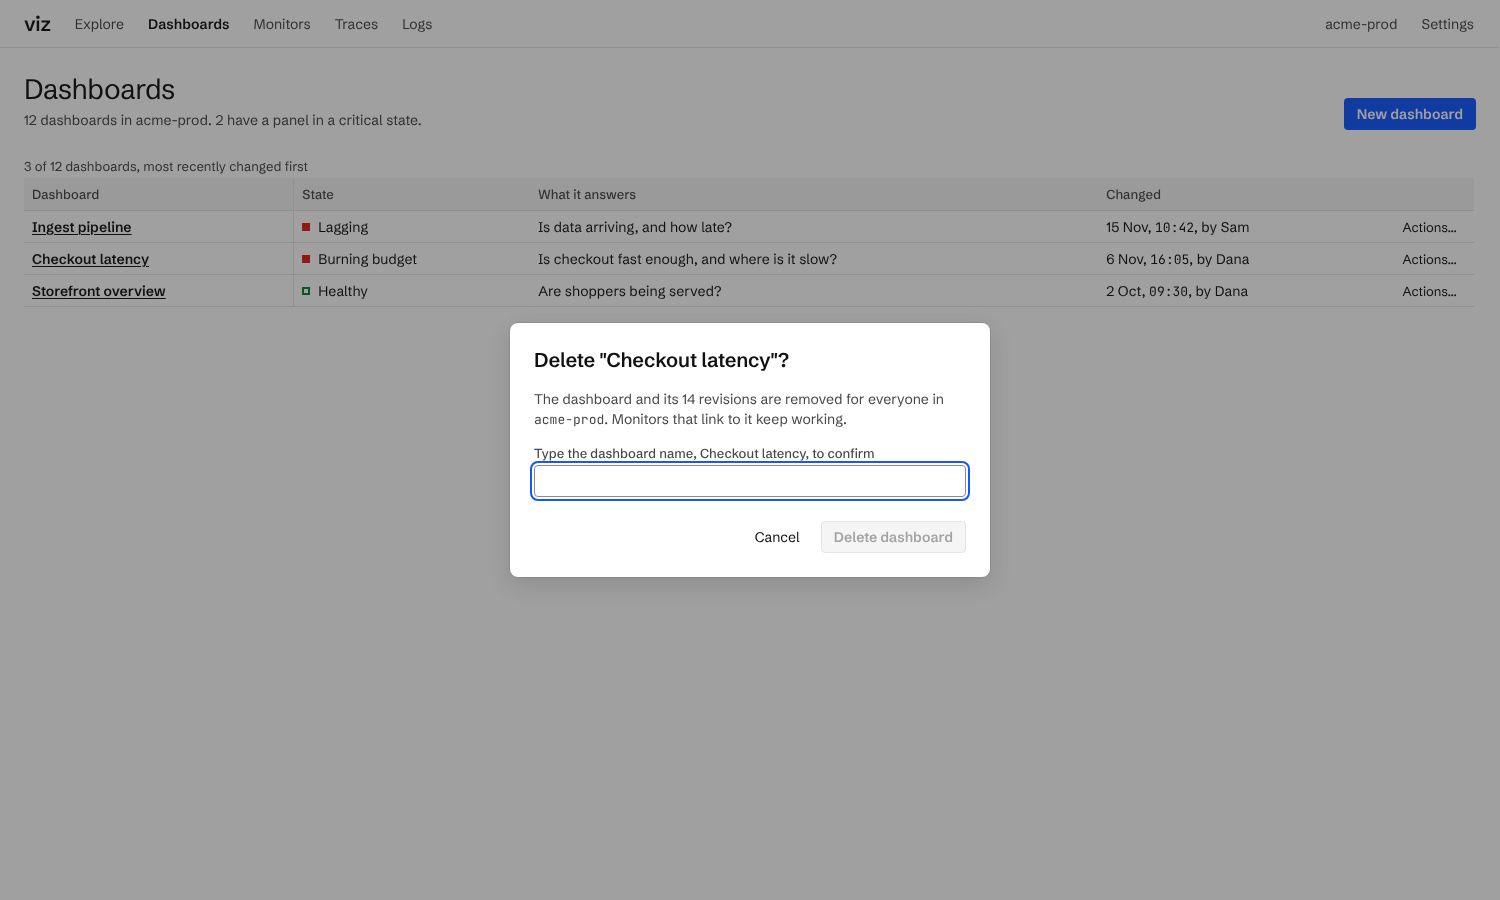 viz Explore Dashboards Monitors Traces Logs acme-prod Settings
Dashboards
12 dashboards in acme-prod. 2 have a panel in a critical state.
New dashboard
3 of 12 dashboards, most recently changed first
Dashboard State What it answers Changed
Ingest pipeline Lagging Is data arriving, and how late? 15 Nov, 10:42, by Sam Actions...
Checkout latency Burning budget Is checkout fast enough, and where is it slow? 6 Nov, 16:05, by Dana Actions...
Storefront overview Healthy Are shoppers being served? 2 Oct, 09:30, by Dana Actions...
Delete "Checkout latency"?
The dashboard and its 14 revisions are removed for everyone in
acme-prod. Monitors that link to it keep working.
Type the dashboard name, Checkout latency, to confirm
Cancel Delete dashboard